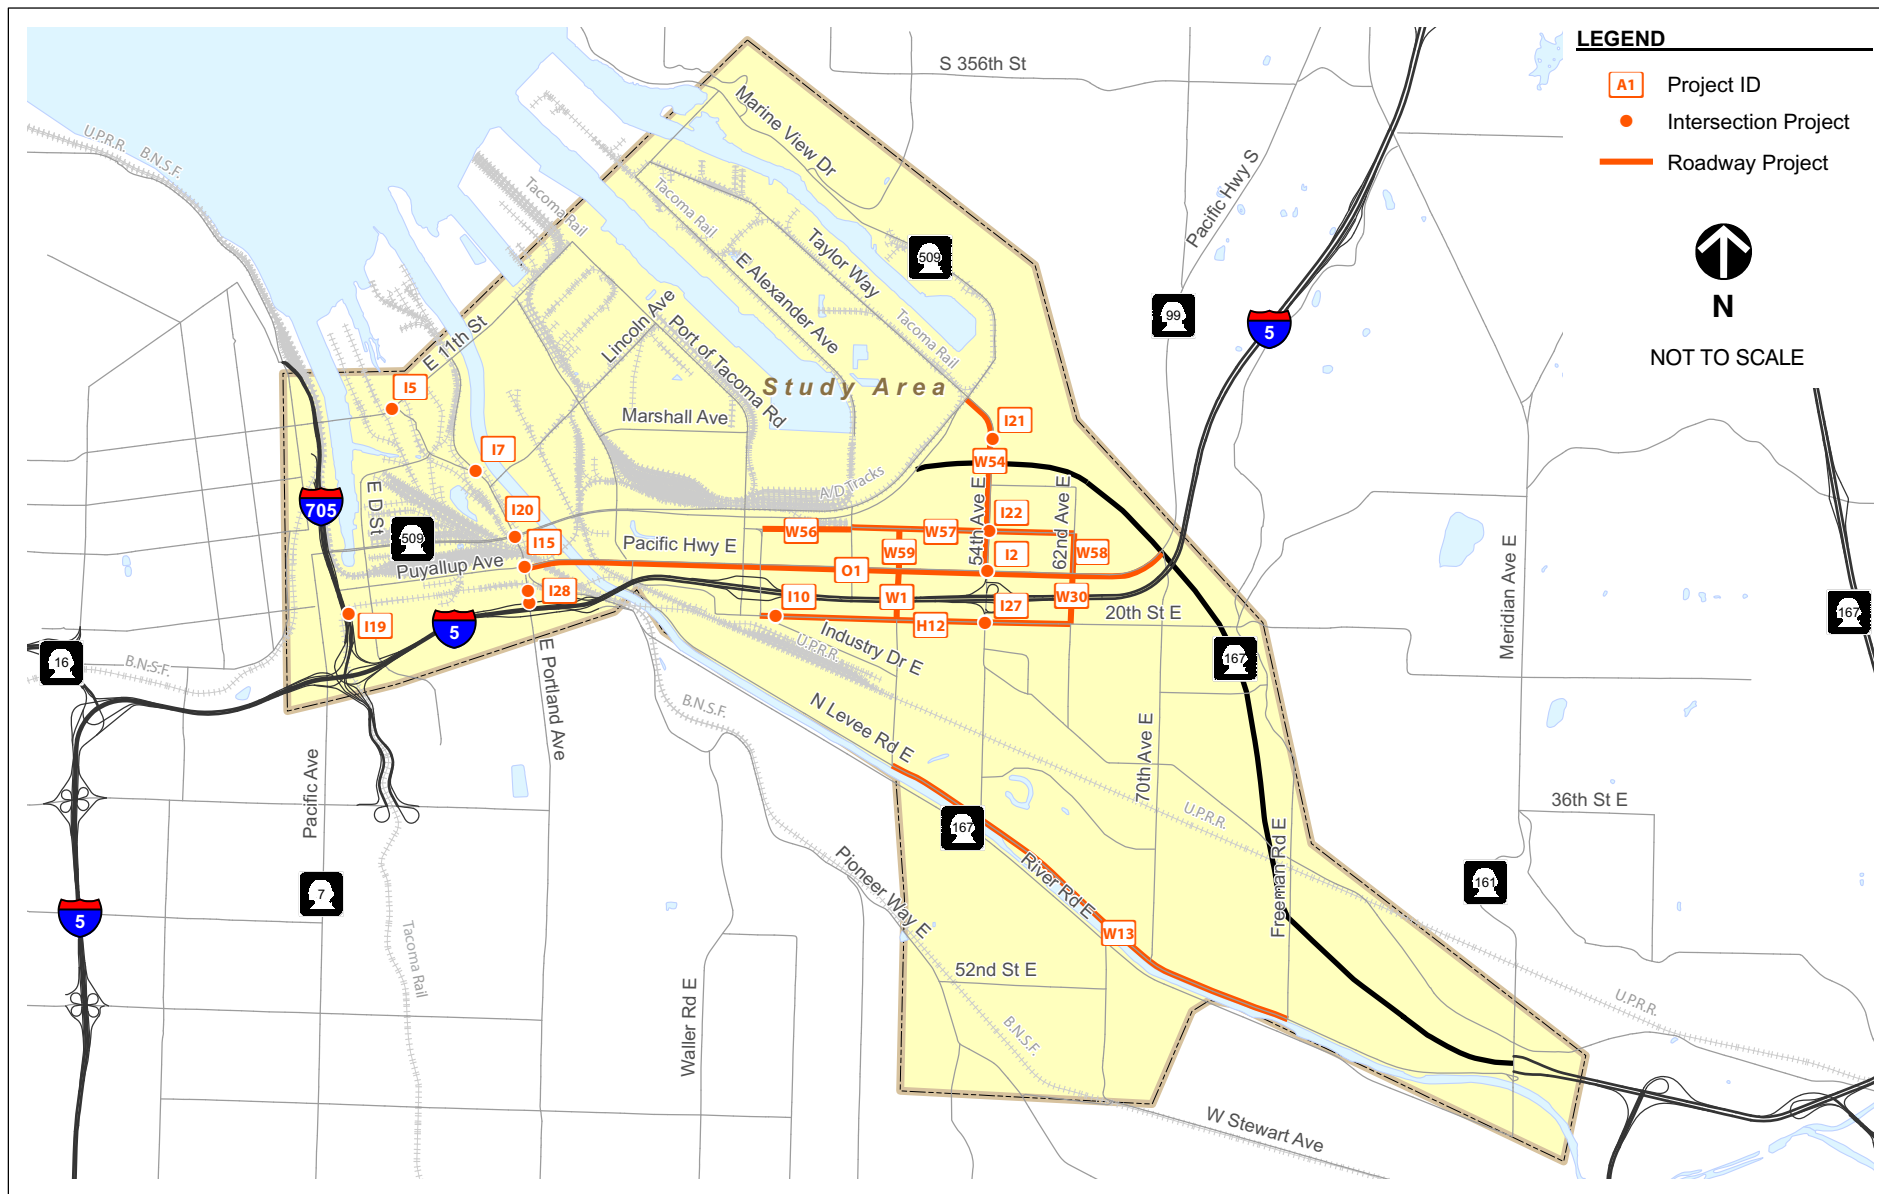 LEGEND
A1 Project ID
Intersection Project
Roadway Project
N
NOT TO SCALE
S 356th St
Marine View Dr
U.P.R.R.
B.N.S.F.
Tacoma Rail
Tacoma Rail
Pacific Hwy S
509
Taylor Way
E Alexander Ave
Tacoma Rail
99
5
Lincoln Ave
Port of Tacoma Rd
E 11th St
Study Area
I5
Marshall Ave
I21
I7
W54
A/D Tracks
705
E D St
54th Ave E
62nd Ave E
I20
I22
509
W56
W57
I15
Pacific Hwy E
W59
I2
W58
Puyallup Ave
O1
I28
I10
W1
I27
W30
20th St E
167
I19
5
H12
Industry Dr E
Meridian Ave E
16
B.N.S.F.
U.P.R.R.
167
E Portland Ave
B.N.S.F.
N Levee Rd E
70th Ave E
Pacific Ave
36th St E
U.P.R.R.
167
7
Pioneer Way E
River Rd E
Freeman Rd E
161
5
W13
Tacoma Rail
52nd St E
Waller Rd E
B.N.S.F.
U.P.R.R.
W Stewart Ave